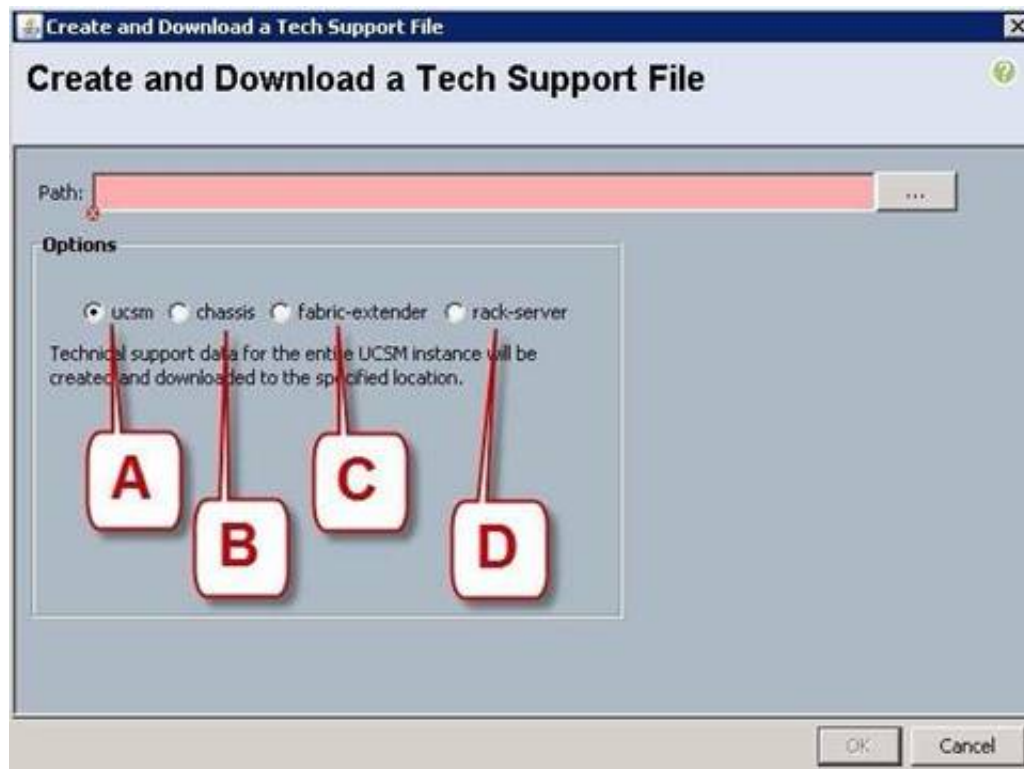 Create and Download a Tech Support File
Create and Download a Tech Support File
Path:
...
Options
ucsm chassis fabric-extender rack-server
Technical support data for the entire UCSM instance will be
created and downloaded to the specified location.
A
C
B
D
OK Cancel